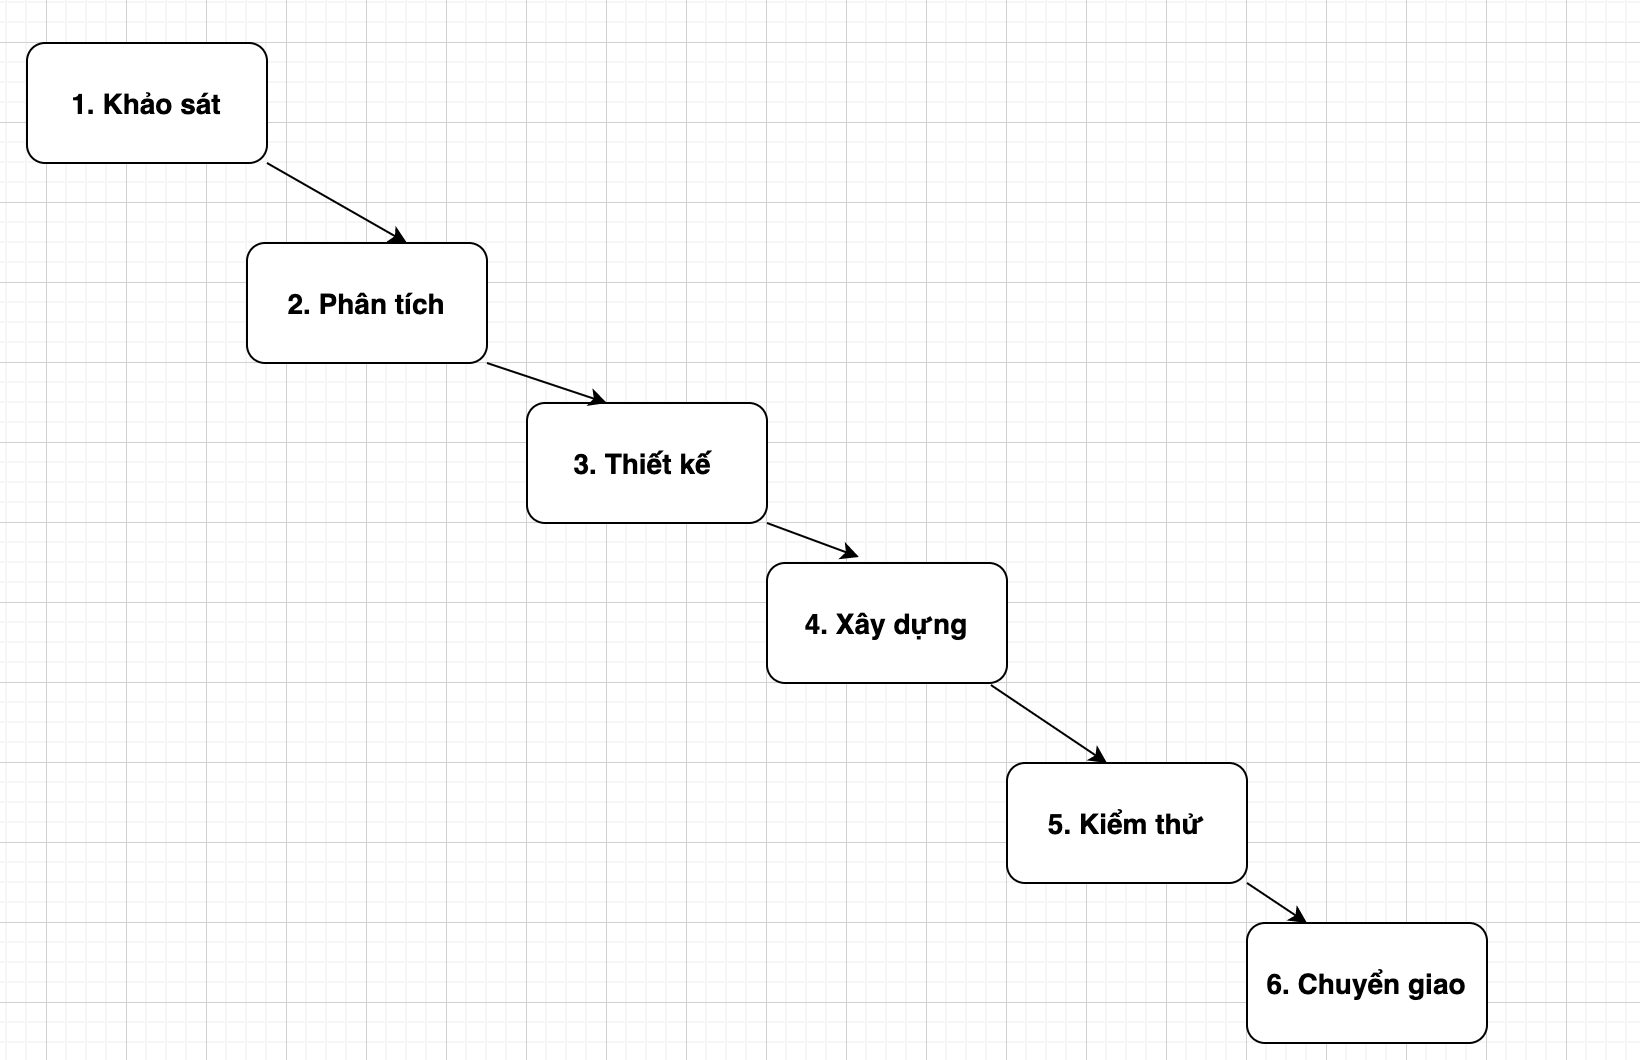 1. Khảo sát
2. Phân tích
3. Thiết kế
4. Xây dựng
5. Kiểm thử
6. Chuyển giao